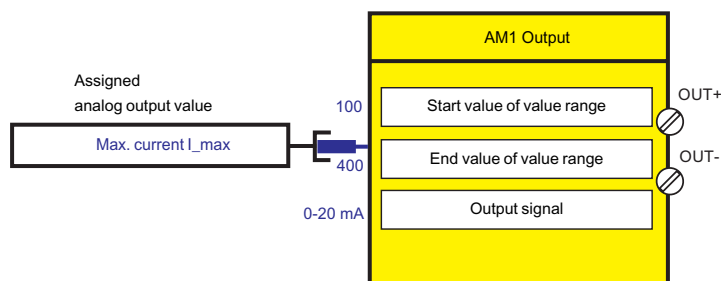 AM1 Output
Assigned
analog output value
Max. current I_max
100
400
0-20 mA
Start value of value range
End value of value range
Output signal
OUT+
OUT-